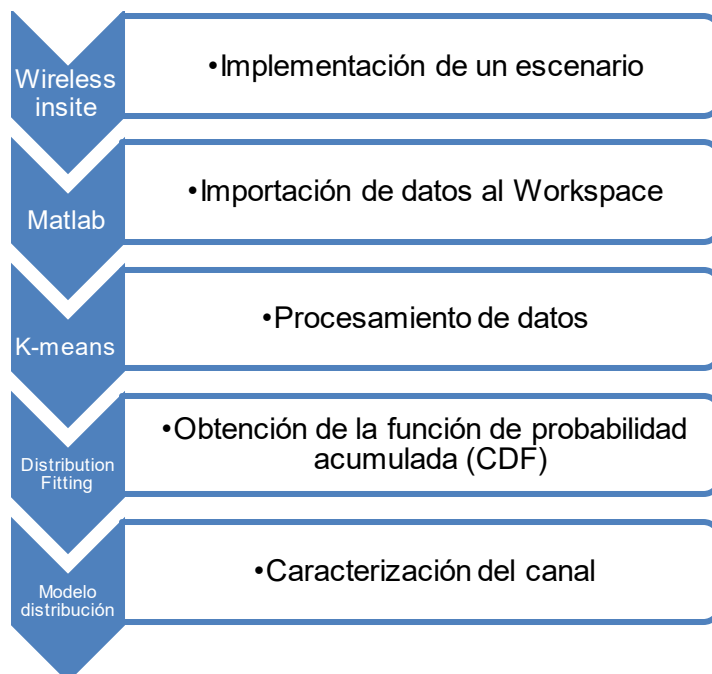 Wireless
insite
•Implementación de un escenario
Matlab
•Importación de datos al Workspace
K-means
•Procesamiento de datos
Distribution
Fitting
•Obtención de la función de probabilidad
acumulada (CDF)
Modelo
distribución
•Caracterización del canal